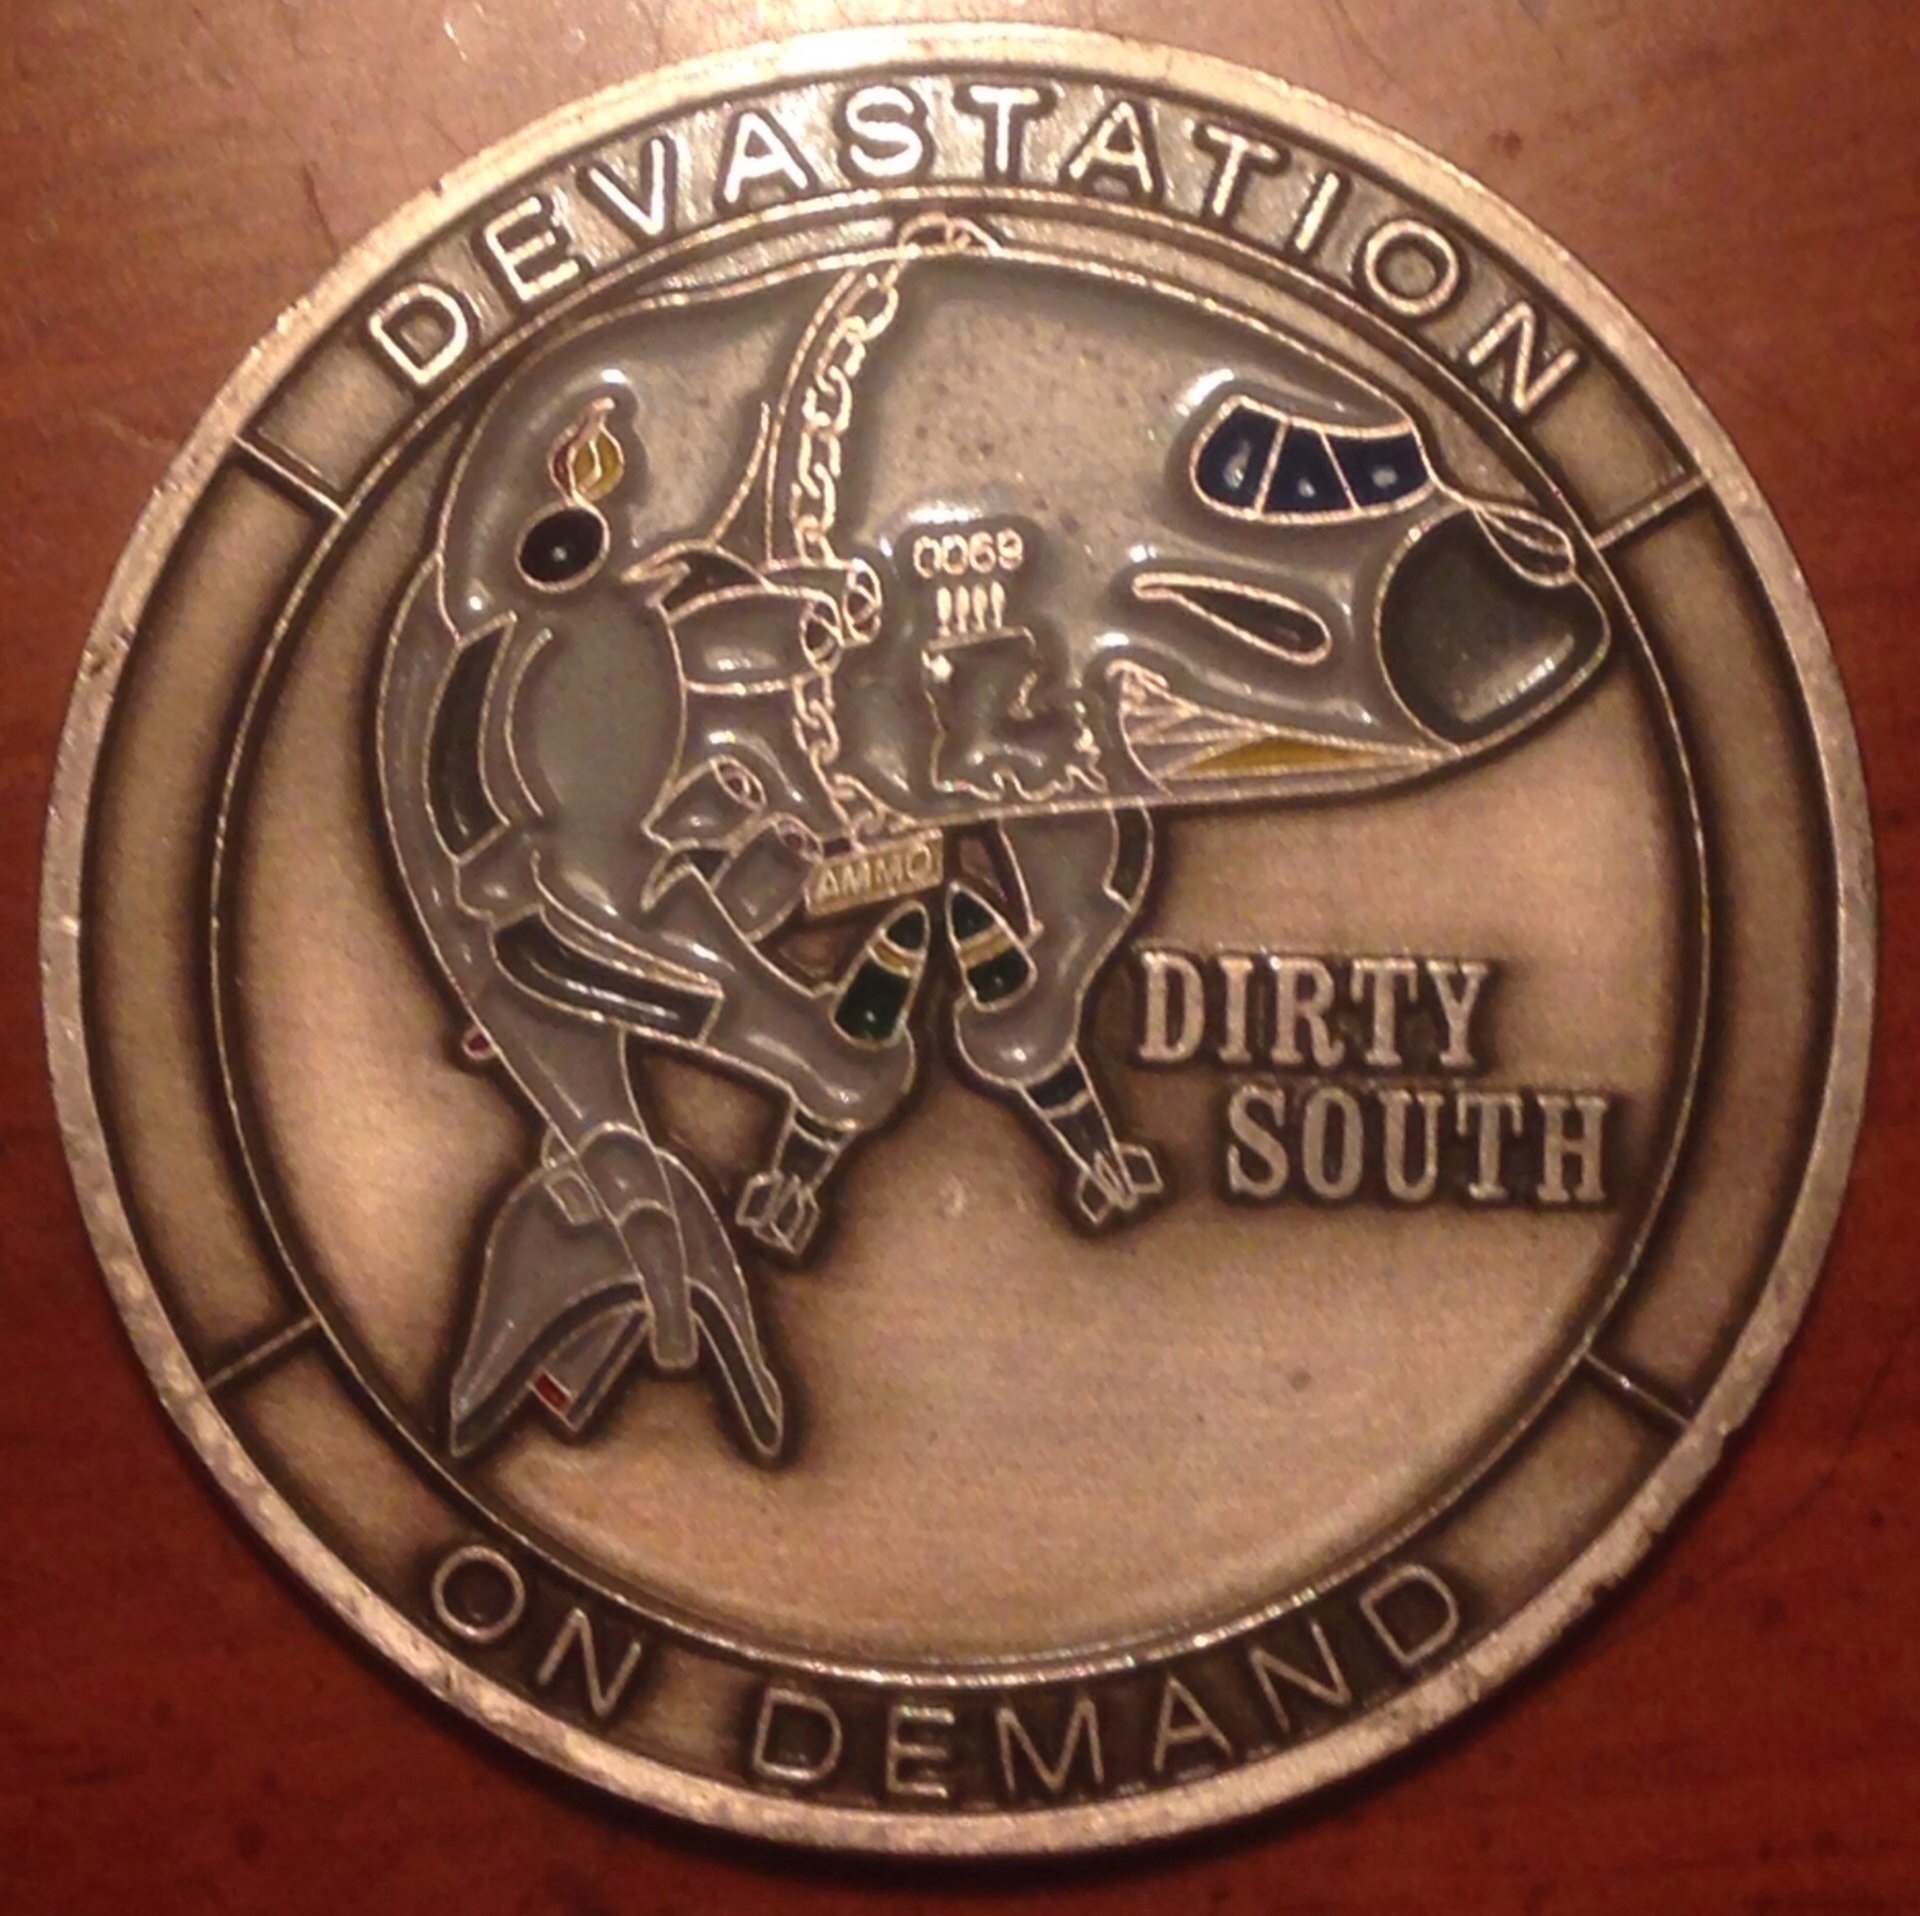 DEVASTATION
0069
AMMO
DIRTY
SOUTH
ON DEMAND